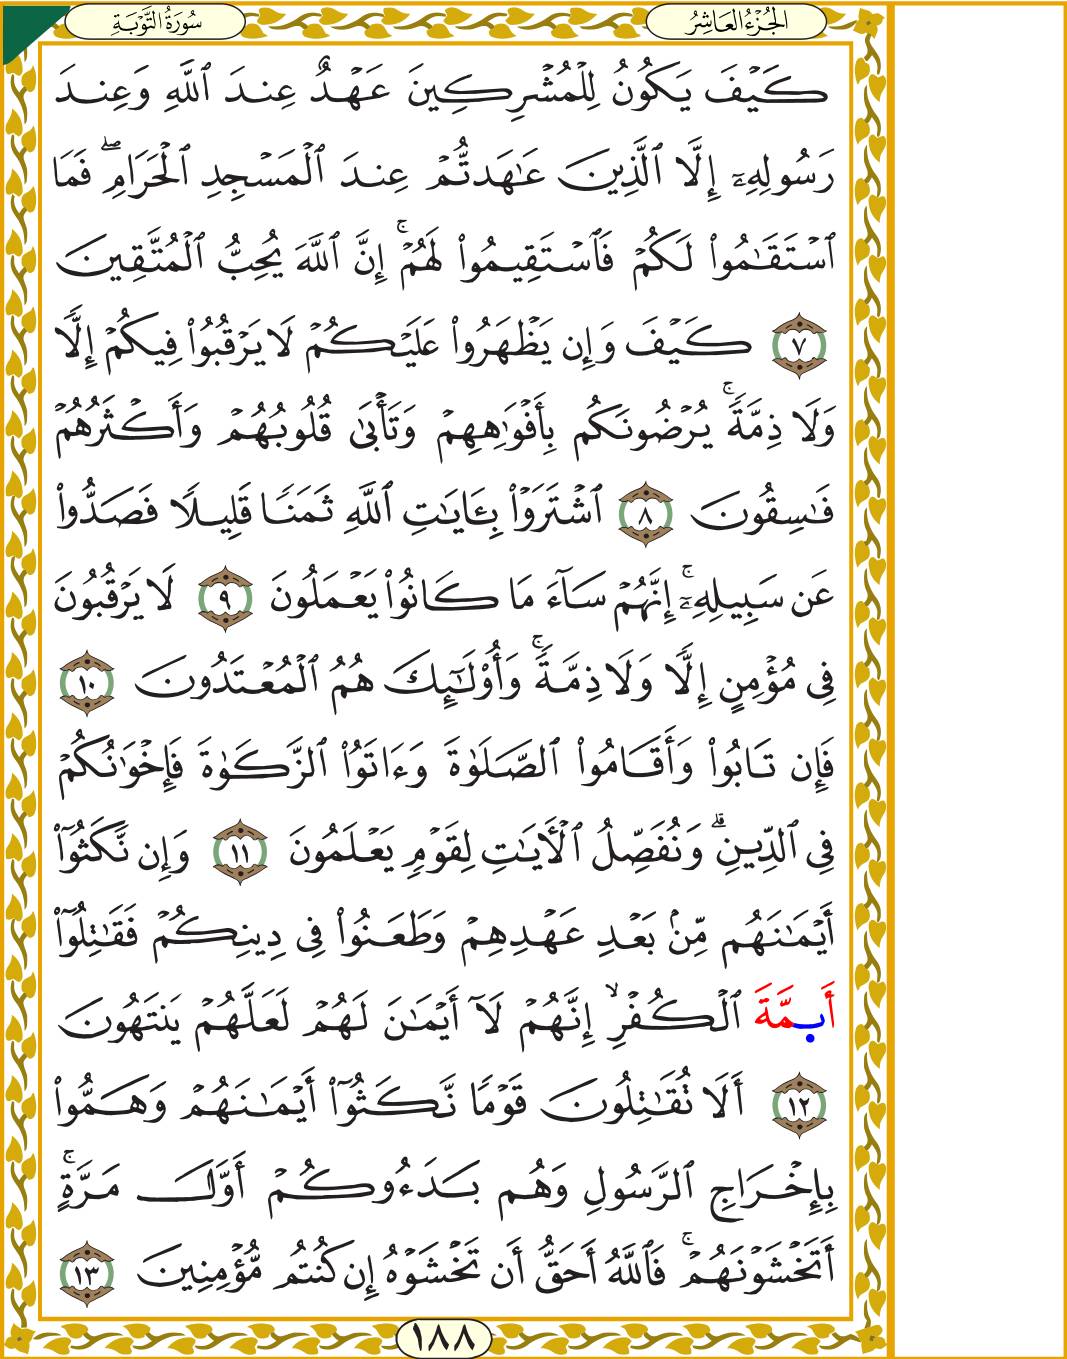 سُورَةُ التَّوْبَةِ
الجُزْءُ العَاشِرُ
كَيْفَ يَكُونُ لِلْمُشْرِكِينَ عَهْدٌ عِندَ ٱللَّهِ وَعِندَ
رَسُولِهِۦٓ إِلَّا ٱلَّذِينَ عَـٰهَدتُّمْ عِندَ ٱلْمَسْجِدِ ٱلْحَرَامِ ۖ فَمَا
ٱسْتَقَـٰمُوا۟ لَكُمْ فَٱسْتَقِيمُوا۟ لَهُمْ ۚ إِنَّ ٱللَّهَ يُحِبُّ ٱلْمُتَّقِينَ
٧ كَيْفَ وَإِن يَظْهَرُوا۟ عَلَيْكُمْ لَا يَرْقُبُوا۟ فِيكُمْ إِلًّا
وَلَا ذِمَّةً ۚ يُرْضُونَكُم بِأَفْوَٰهِهِمْ وَتَأْبَىٰ قُلُوبُهُمْ وَأَكْثَرُهُمْ
فَـٰسِقُونَ ٨ ٱشْتَرَوْا۟ بِـَٔايَـٰتِ ٱللَّهِ ثَمَنًا قَلِيلًا فَصَدُّوا۟
عَن سَبِيلِهِۦٓ ۚ إِنَّهُمْ سَآءَ مَا كَانُوا۟ يَعْمَلُونَ ٩ لَا يَرْقُبُونَ
فِى مُؤْمِنٍ إِلًّا وَلَا ذِمَّةً ۚ وَأُو۟لَـٰٓئِكَ هُمُ ٱلْمُعْتَدُونَ ١٠
فَإِن تَابُوا۟ وَأَقَامُوا۟ ٱلصَّلَوٰةَ وَءَاتَوُا۟ ٱلزَّكَوٰةَ فَإِخْوَٰنُكُمْ
فِى ٱلدِّينِ ۗ وَنُفَصِّلُ ٱلْـَٔايَـٰتِ لِقَوْمٍ يَعْلَمُونَ ١١ وَإِن نَّكَثُوٓا۟
أَيْمَـٰنَهُم مِّنۢ بَعْدِ عَهْدِهِمْ وَطَعَنُوا۟ فِى دِينِكُمْ فَقَـٰتِلُوٓا۟
أَىِٕمَّةَ ٱلْكُفْرِ ۙ إِنَّهُمْ لَآ أَيْمَـٰنَ لَهُمْ لَعَلَّهُمْ يَنتَهُونَ
١٢ أَلَا تُقَـٰتِلُونَ قَوْمًا نَّكَثُوٓا۟ أَيْمَـٰنَهُمْ وَهَمُّوا۟
بِإِخْرَاجِ ٱلرَّسُولِ وَهُم بَدَءُوكُمْ أَوَّلَ مَرَّةٍ ۚ
أَتَخْشَوْنَهُمْ ۚ فَٱللَّهُ أَحَقُّ أَن تَخْشَوْهُ إِن كُنتُم مُّؤْمِنِينَ ١٣
١٨٨